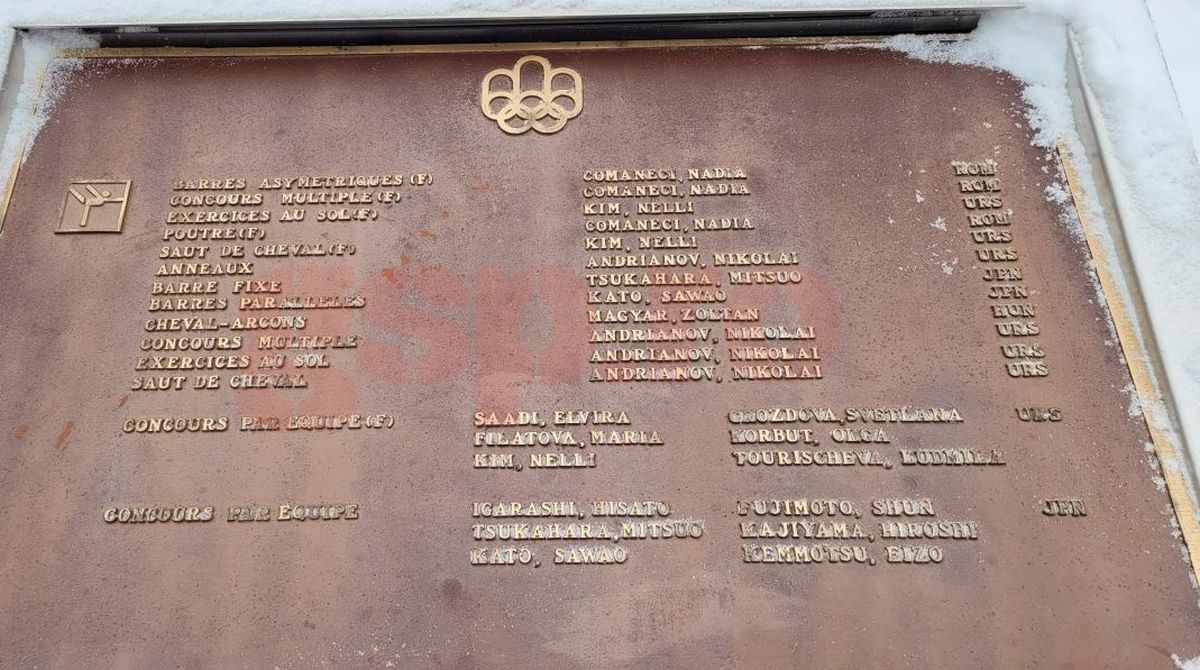 BARRES ASYMETRIQUES (F) COMANECI, NADIA ROM
CONCOURS MULTIPLE (F) COMANECI, NADIA ROM
EXERCICES AU SOL (F) KIM, NELLI URS
POUTRE (F) COMANECI, NADIA ROM
SAUT DE CHEVAL (F) KIM, NELLI URS
ANNEAUX ANDRIANOV, NIKOLAI URS
BARRE FIXE TSUKAHARA, MITSUO JPN
BARRES PARALLELES KATO, SAWAO JPN
CHEVAL-ARCONS MAGYAR, ZOLTAN HUN
CONCOURS MULTIPLE ANDRIANOV, NIKOLAI URS
EXERCICES AU SOL ANDRIANOV, NIKOLAI URS
SAUT DE CHEVAL ANDRIANOV, NIKOLAI URS
CONCOURS PAR EQUIPE (F) SAADI, ELVIRA GROZDOVA, SVETLANA URS
FILATOVA, MARIA KORBUT, OLGA
KIM, NELLI TOURISCHEVA, LUDMILA
CONCOURS PAR EQUIPE IGARASHI, HISATO FUJIMOTO, SHUN JPN
TSUKAHARA, MITSUO KAJIYAMA, HIROSHI
KATO, SAWAO KEMMOTSU, EIZO